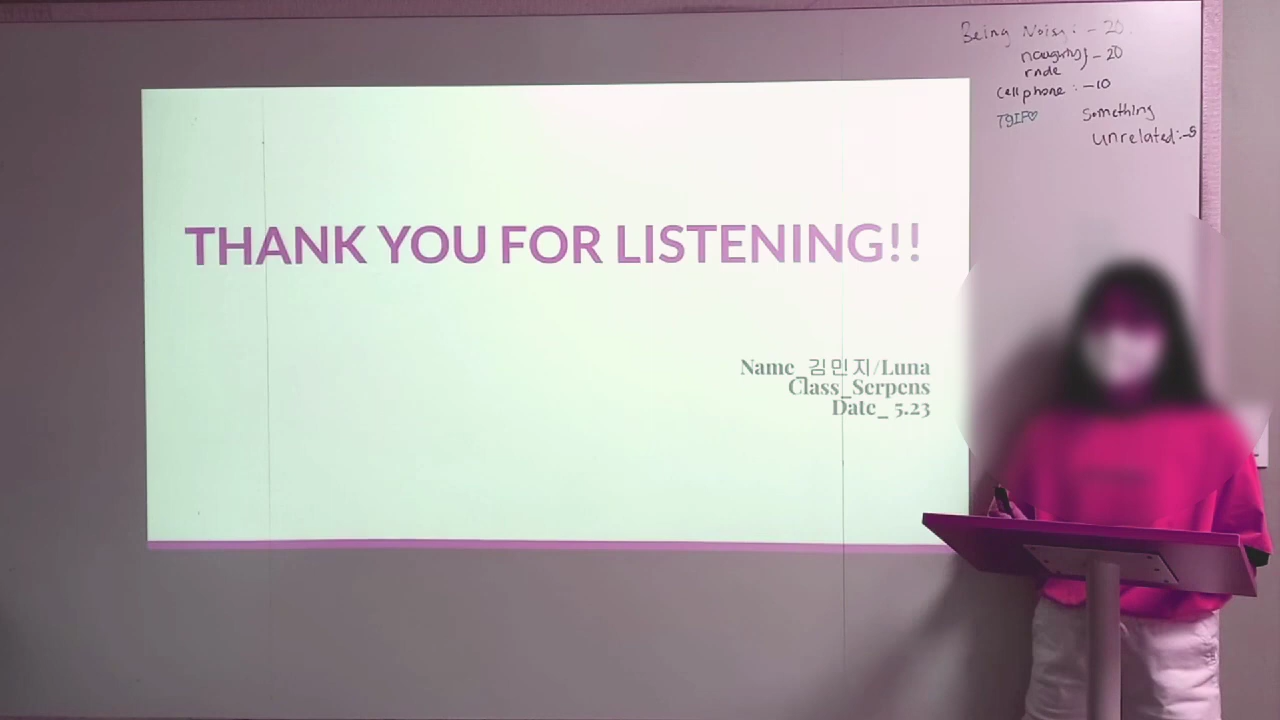 THANK YOU FOR LISTENING!!
Name_김민지/Luna
Class_Serpens
Date_ 5.23
Being Noisy: -20
naughty} -20
rude
cell phone : -10
TGIF♡
Something
unrelated:-5